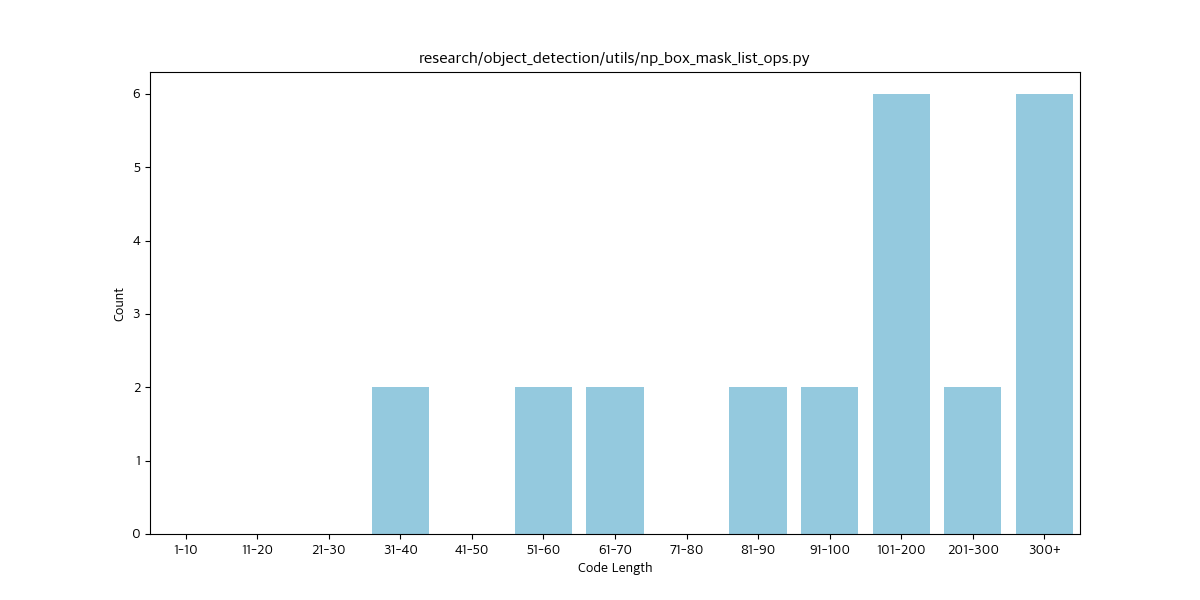 research/object_detection/utils/np_box_mask_list_ops.py
6
5
4
3
2
1
0
Count
1-10 11-20 21-30 31-40 41-50 51-60 61-70 71-80 81-90 91-100 101-200 201-300 300+
Code Length